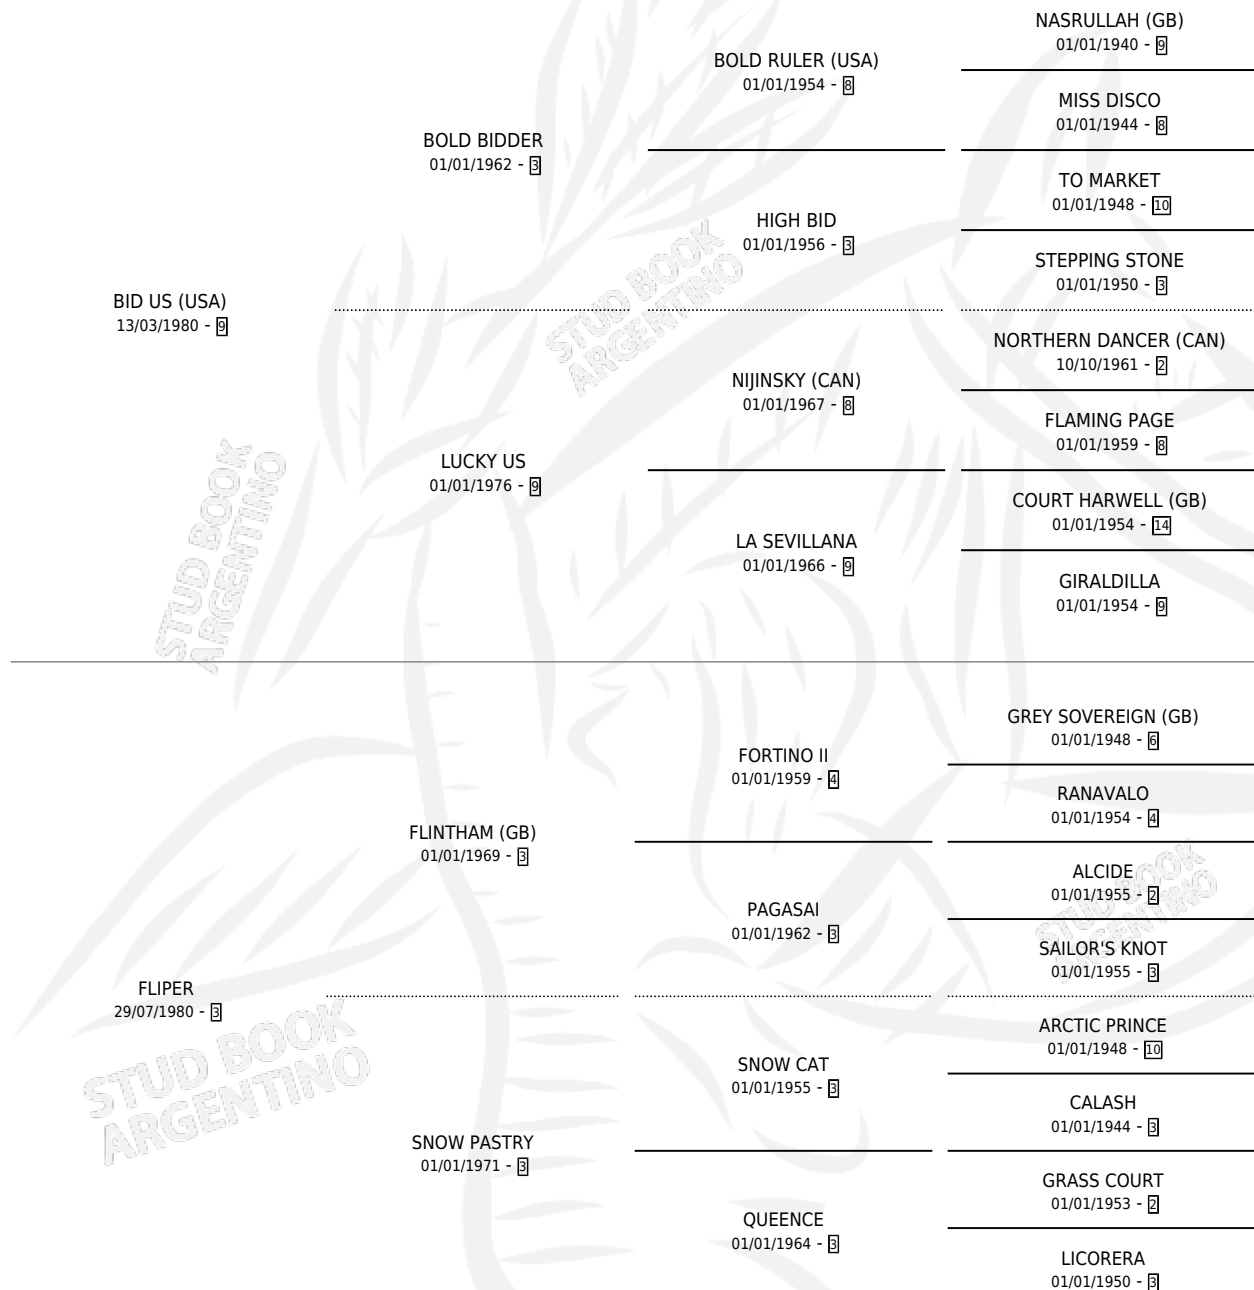 NASRULLAH (GB)
01/01/1940 - 9
BOLD RULER (USA)
01/01/1954 - 8
MISS DISCO
01/01/1944 - 8
BOLD BIDDER
01/01/1962 - 3
TO MARKET
01/01/1948 - 10
HIGH BID
01/01/1956 - 3
STEPPING STONE
01/01/1950 - 3
BID US (USA)
13/03/1980 - 9
NORTHERN DANCER (CAN)
10/10/1961 - 2
NIJINSKY (CAN)
01/01/1967 - 8
FLAMING PAGE
01/01/1959 - 8
LUCKY US
01/01/1976 - 9
COURT HARWELL (GB)
01/01/1954 - 14
LA SEVILLANA
01/01/1966 - 9
GIRALDILLA
01/01/1954 - 9
GREY SOVEREIGN (GB)
01/01/1948 - 6
FORTINO II
01/01/1959 - 4
RANAVALO
01/01/1954 - 4
FLINTHAM (GB)
01/01/1969 - 3
ALCIDE
01/01/1955 - 2
PAGASAI
01/01/1962 - 3
SAILOR'S KNOT
01/01/1955 - 3
FLIPER
29/07/1980 - 3
ARCTIC PRINCE
01/01/1948 - 10
SNOW CAT
01/01/1955 - 3
CALASH
01/01/1944 - 3
SNOW PASTRY
01/01/1971 - 3
GRASS COURT
01/01/1953 - 2
QUEENCE
01/01/1964 - 3
LICORERA
01/01/1950 - 3
STUD BOOK
ARGENTINO
STUD BOOK
ARGENTINO
STUD BOOK
ARGENTINO
STUD BOOK
ARGENTINO